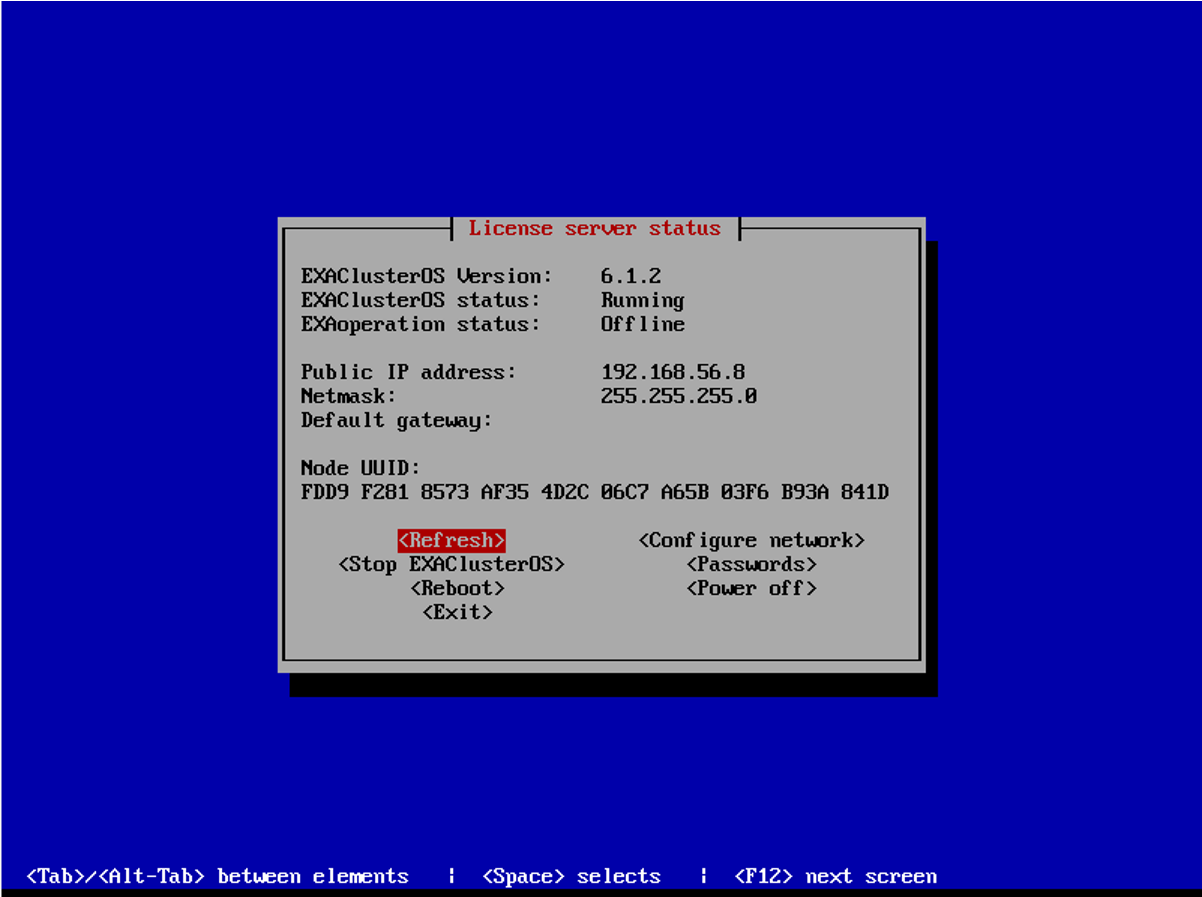 License server status
EXAClusterOS Version: 6.1.2
EXAClusterOS status: Running
EXAoperation status: Offline
Public IP address: 192.168.56.8
Netmask: 255.255.255.0
Default gateway:
Node UUID:
FDD9 F281 8573 AF35 4D2C 06C7 A65B 03F6 B93A 841D
<Refresh> <Configure network>
<Stop EXAClusterOS> <Passwords>
<Reboot> <Power off>
<Exit>
<Tab>/<Alt-Tab> between elements | <Space> selects | <F12> next screen